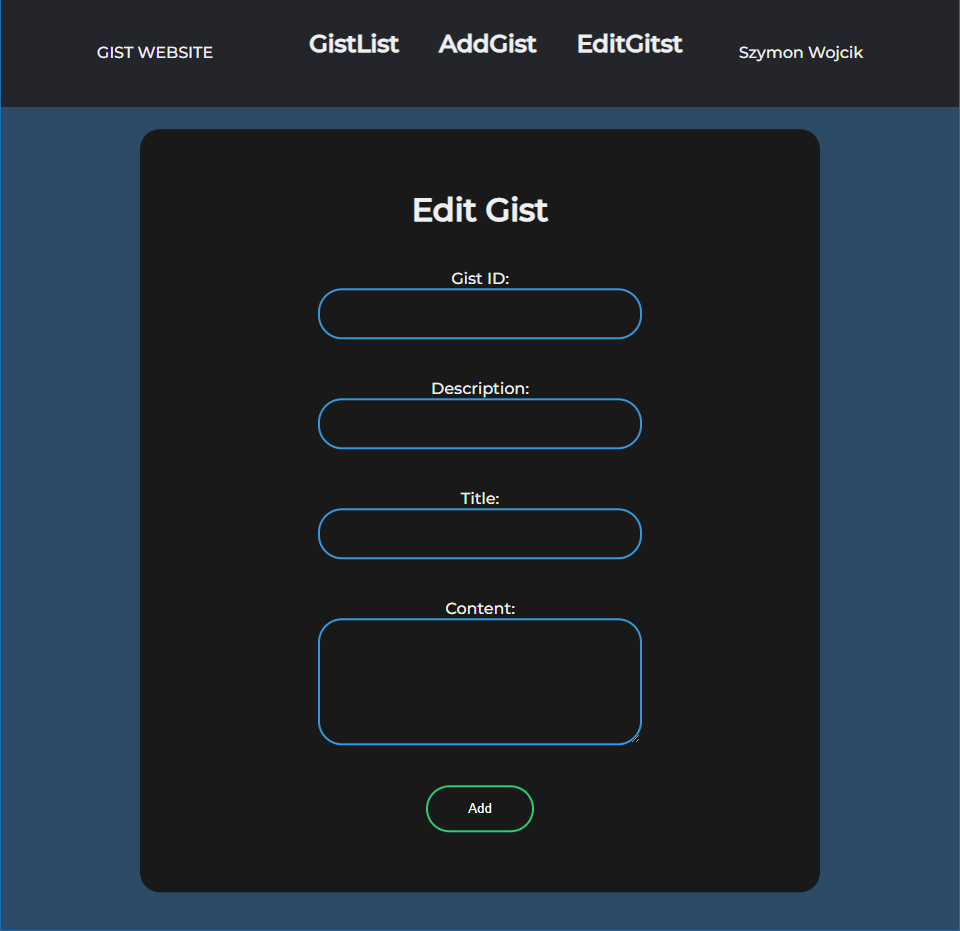 GIST WEBSITE GistList AddGist EditGitst Szymon Wojcik
Edit Gist
Gist ID:
Description:
Title:
Content:
Add